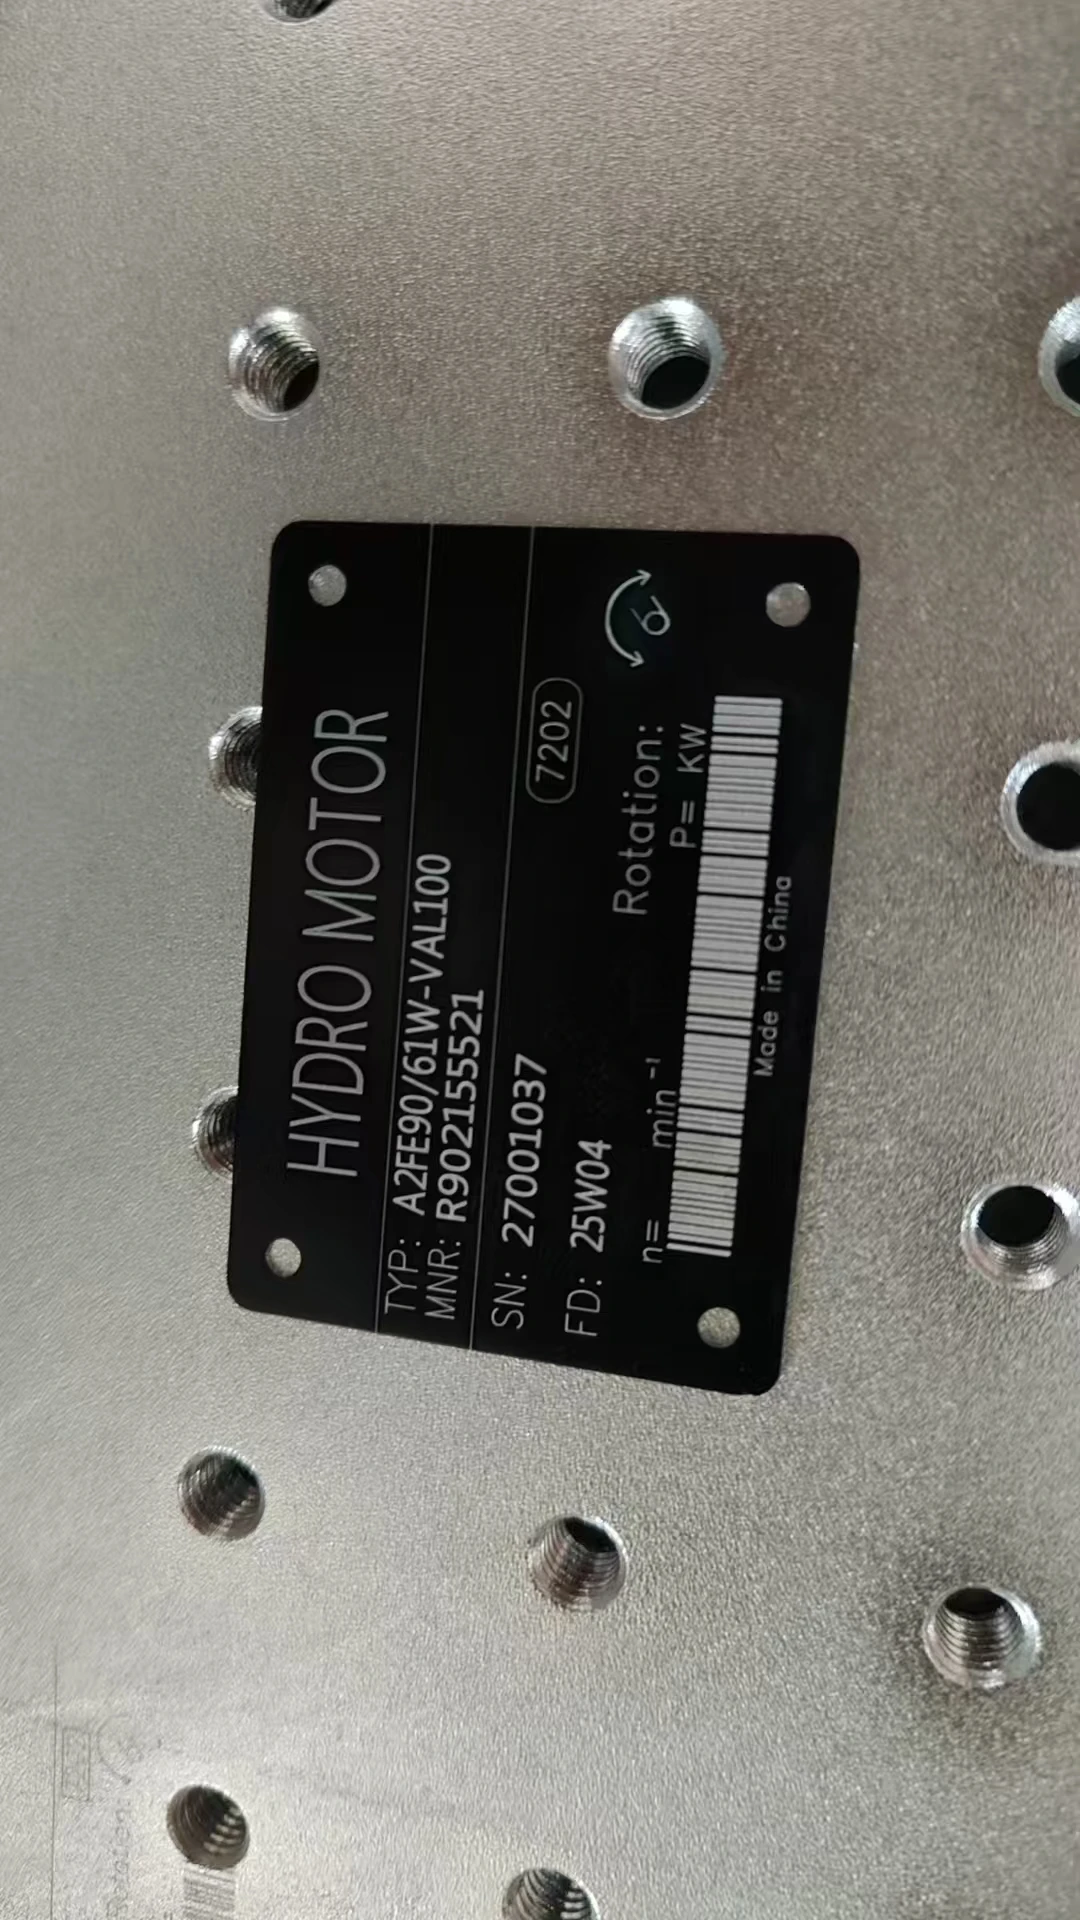 HYDRO MOTOR
TYP: A2FE90/61W-VAL100
MNR: R902155521
SN: 27001037
7202
FD: 25W04
Rotation:
n= min⁻¹ P= KW
Made in China